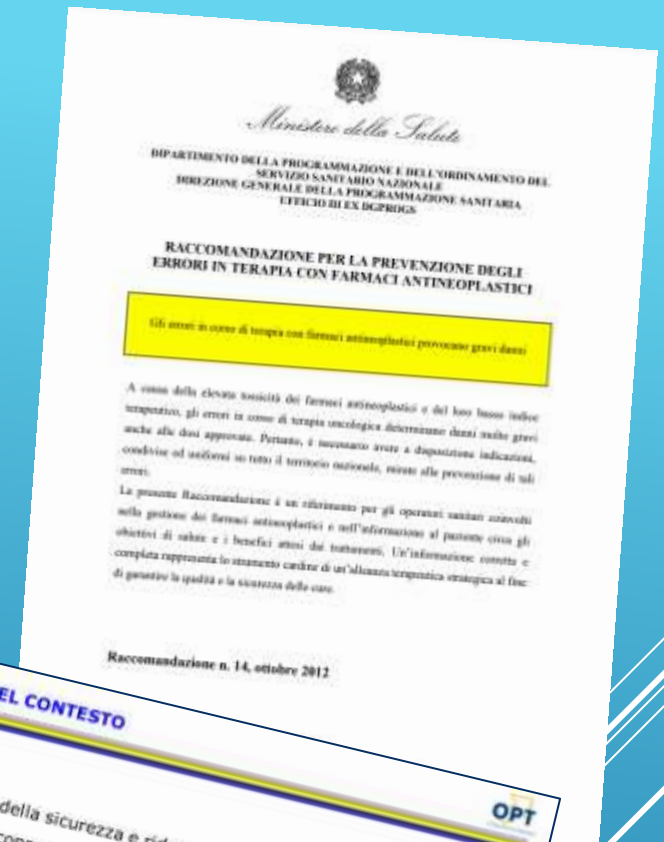 Ministero della Salute
DIPARTIMENTO DELLA PROGRAMMAZIONE E DELL'ORDINAMENTO DEL
SERVIZIO SANITARIO NAZIONALE
DIREZIONE GENERALE DELLA PROGRAMMAZIONE SANITARIA
UFFICIO III EX DGPROGS
RACCOMANDAZIONE PER LA PREVENZIONE DEGLI
ERRORI IN TERAPIA CON FARMACI ANTINEOPLASTICI
Gli errori in corso di terapia con farmaci antineoplastici provocano gravi danni
A causa della elevata tossicità dei farmaci antineoplastici e del loro basso indice
terapeutico, gli errori in corso di terapia oncologica determinano danni molto gravi
anche alle dosi approvate. Pertanto, è necessario avere a disposizione indicazioni,
condivise ed uniformi su tutto il territorio nazionale, mirate alla prevenzione di tali
errori.
La presente Raccomandazione è un riferimento per gli operatori sanitari coinvolti
nella gestione dei farmaci antineoplastici e nell'informazione al paziente circa gli
obiettivi di salute e i benefici attesi dai trattamenti. Un'informazione corretta e
completa rappresenta lo strumento cardine di un'alleanza terapeutica strategica al fine
di garantire la qualità e la sicurezza delle cure.
Raccomandazione n. 14, ottobre 2012
EL CONTESTO
OPT
della sicurezza e